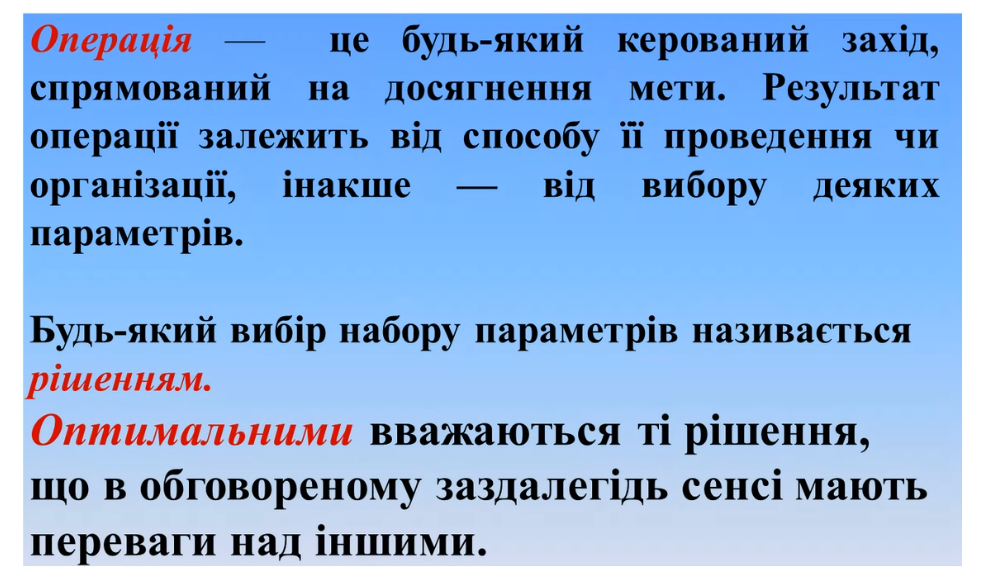 Операція — це будь-який керований захід,
спрямований на досягнення мети. Результат
операції залежить від способу її проведення чи
організації, інакше — від вибору деяких
параметрів.
Будь-який вибір набору параметрів називається
рішенням.
Оптимальними вважаються ті рішення,
що в обговореному заздалегідь сенсі мають
переваги над іншими.